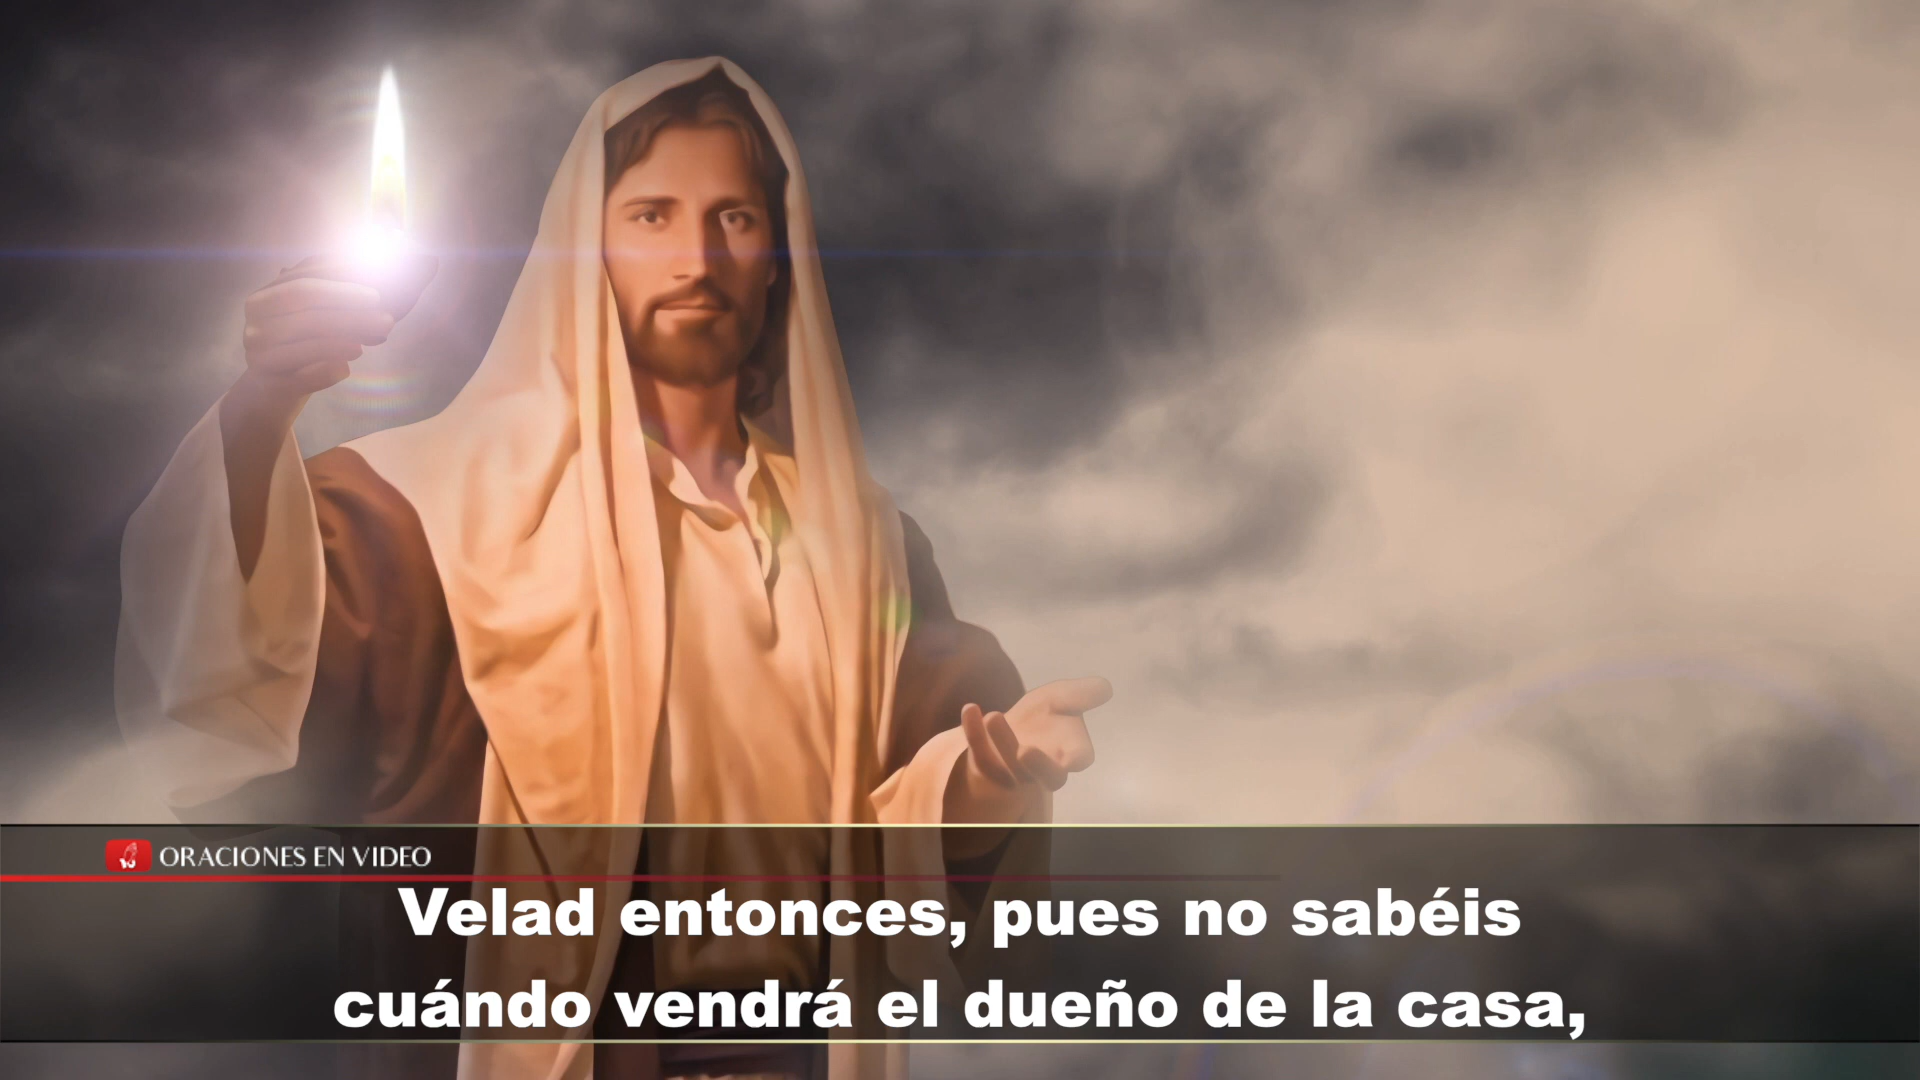 ORACIONES EN VIDEO
Velad entonces, pues no sabéis
cuándo vendrá el dueño de la casa,